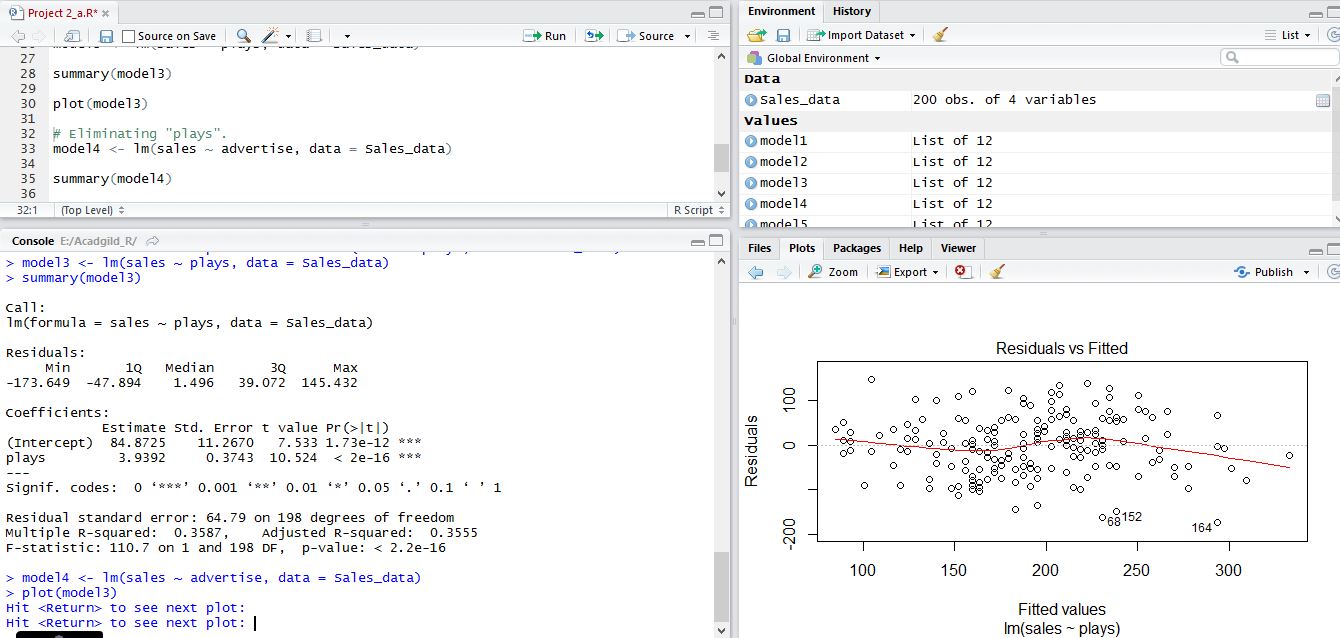 Project 2_a.R*
Source on Save
Run
Source
27
28 summary(model3)
29
30 plot(model3)
31
32 # Eliminating "plays".
33 model4 <- lm(sales ~ advertise, data = Sales_data)
34
35 summary(model4)
36
32:1 (Top Level) R Script
Console E:/Acadgild_R/
> model3 <- lm(sales ~ plays, data = Sales_data)
> summary(model3)
Call:
lm(formula = sales ~ plays, data = Sales_data)
Residuals:
Min 1Q Median 3Q Max
-173.649 -47.894 1.496 39.072 145.432
Coefficients:
Estimate Std. Error t value Pr(>|t|)
(Intercept) 84.8725 11.2670 7.533 1.73e-12 ***
plays 3.9392 0.3743 10.524 < 2e-16 ***
---
Signif. codes: 0 ‘***’ 0.001 ‘**’ 0.01 ‘*’ 0.05 ‘.’ 0.1 ‘ ’ 1
Residual standard error: 64.79 on 198 degrees of freedom
Multiple R-squared: 0.3587, Adjusted R-squared: 0.3555
F-statistic: 110.7 on 1 and 198 DF, p-value: < 2.2e-16
> model4 <- lm(sales ~ advertise, data = Sales_data)
> plot(model3)
Hit <Return> to see next plot:
Hit <Return> to see next plot:
Environment History
Import Dataset
List
Global Environment
Data
Sales_data 200 obs. of 4 variables
Values
model1 List of 12
model2 List of 12
model3 List of 12
model4 List of 12
model5 List of 12
Files Plots Packages Help Viewer
Zoom Export Publish
Residuals vs Fitted
Residuals
100
0
-200
68 152
164
100 150 200 250 300
Fitted values
lm(sales ~ plays)